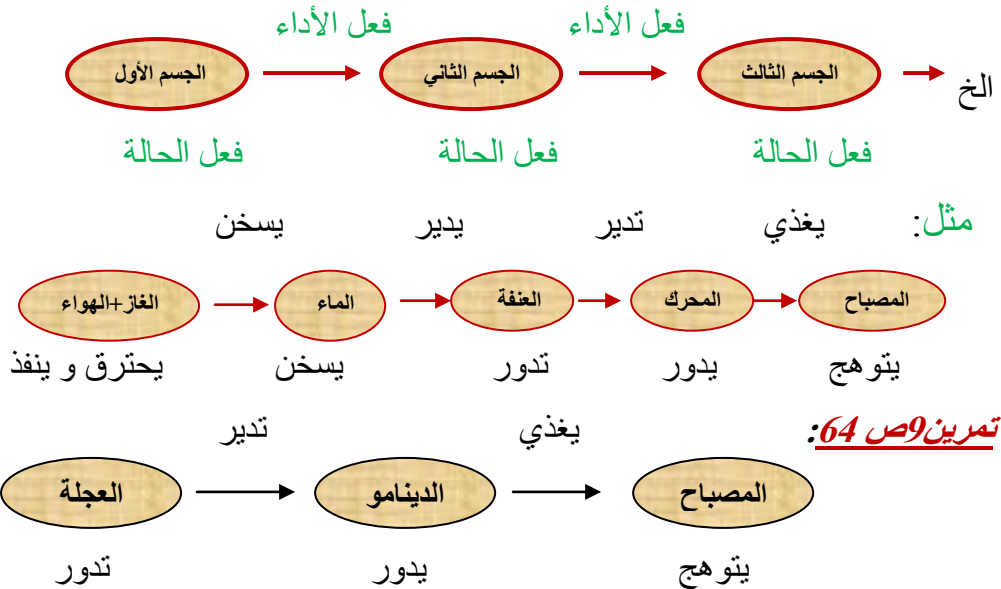 فعل الأداء فعل الأداء
الجسم الأول الجسم الثاني الجسم الثالث الخ
فعل الحالة فعل الحالة فعل الحالة
مثل: يغذي تدير يدير يسخن
الغاز+الهواء الماء العنفة المحرك المصباح
يحترق و ينفذ يسخن تدور يدور يتوهج
تمرين9ص 64: يغذي تدير
العجلة الدينامو المصباح
تدور يدور يتوهج